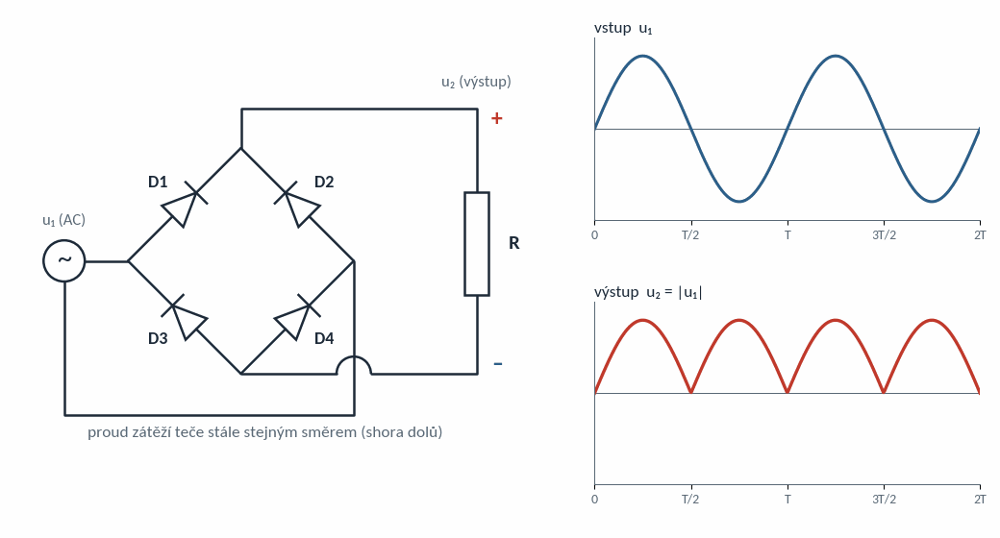 u₂ (výstup)
+
D1
D2
u₁ (AC)
~
R
D3
D4
–
proud zátěží teče stále stejným směrem (shora dolů)
vstup u₁
0
T/2
T
3T/2
2T
výstup u₂ = |u₁|
0
T/2
T
3T/2
2T